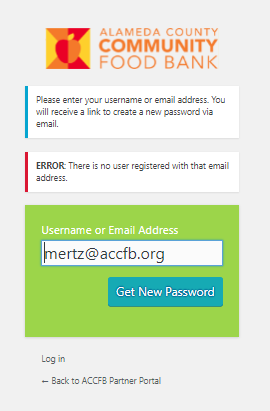 ALAMEDA COUNTY
COMMUNITY
FOOD BANK
Please enter your username or email address. You
will receive a link to create a new password via
email.
ERROR: There is no user registered with that email
address.
Username or Email Address
mertz@accfb.org
Get New Password
Log in
← Back to ACCFB Partner Portal